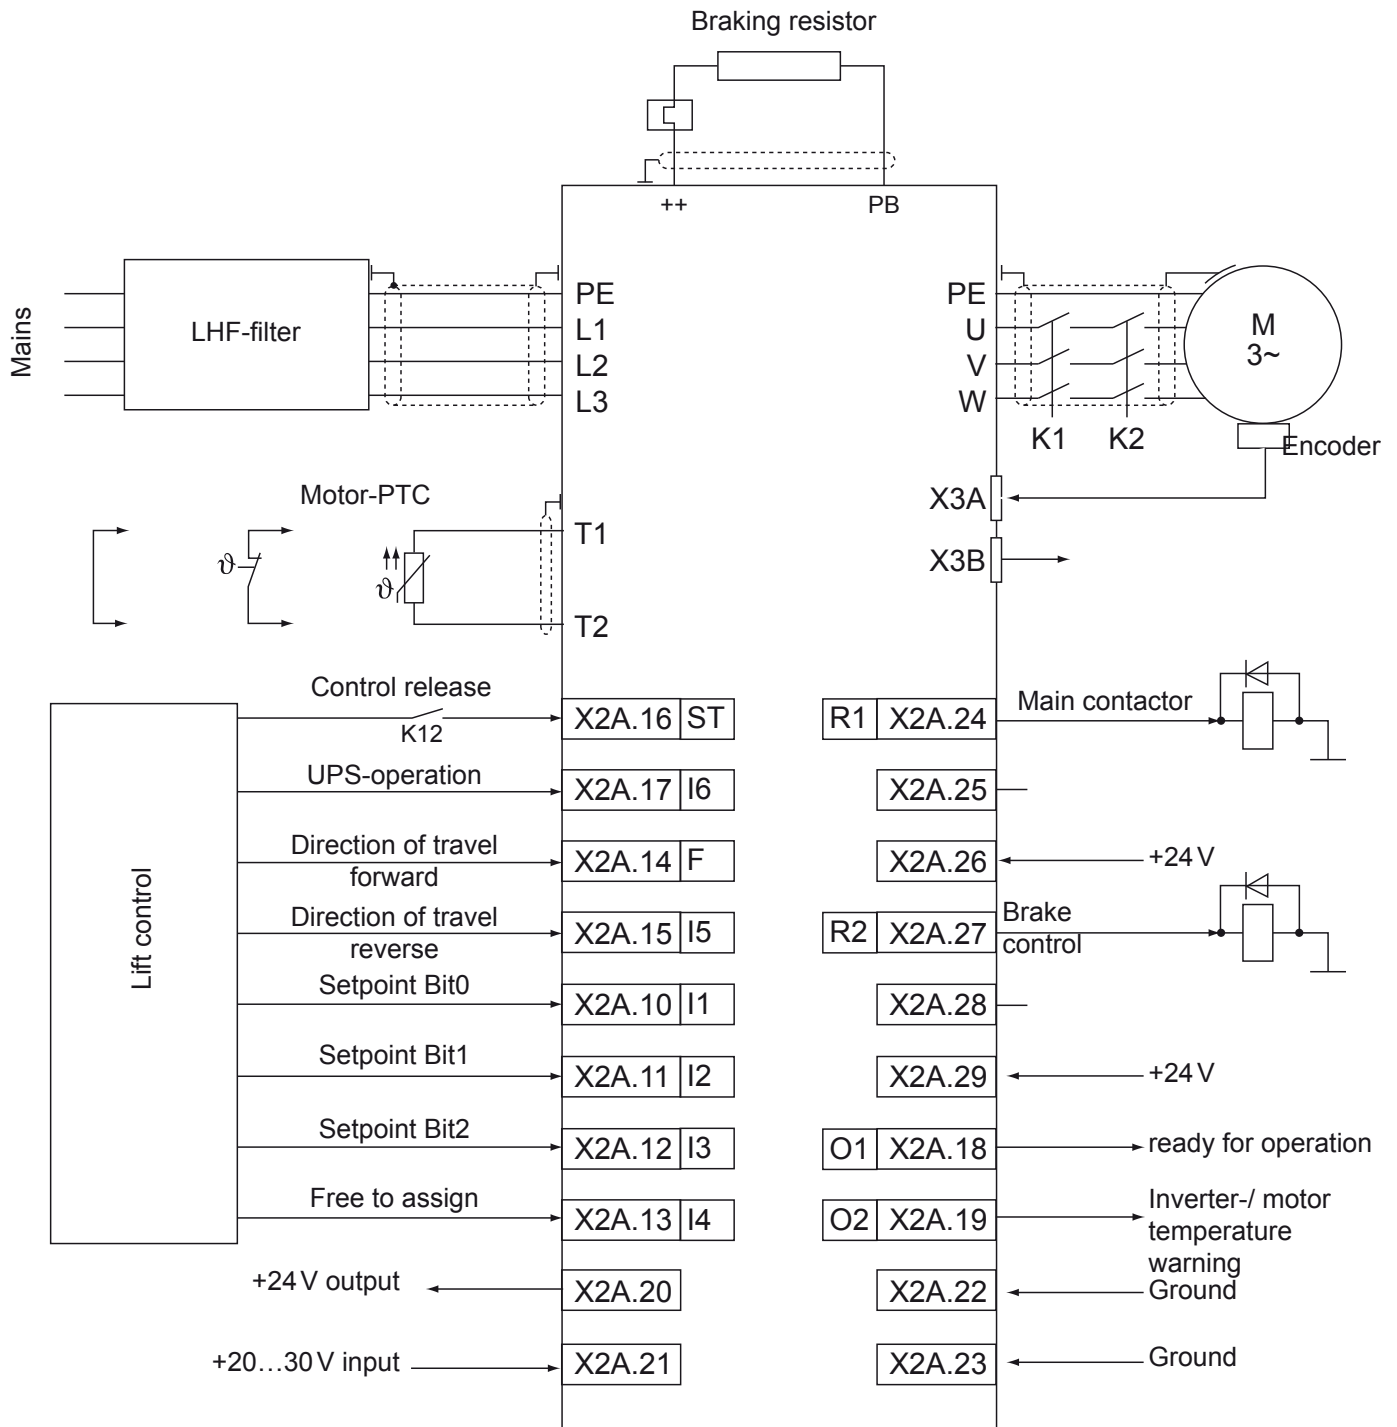 Braking resistor
++
PB
Mains
LHF-filter
PE
L1
L2
L3
PE
U
V
W
K1
K2
M
3~
Encoder
X3A
X3B
Motor-PTC
ϑ
ϑ
T1
T2
Lift control
Control release
K12
X2A.16 ST
UPS-operation
X2A.17 I6
Direction of travel
forward
X2A.14 F
Direction of travel
reverse
X2A.15 I5
Setpoint Bit0
X2A.10 I1
Setpoint Bit1
X2A.11 I2
Setpoint Bit2
X2A.12 I3
Free to assign
X2A.13 I4
+24 V output
X2A.20
+20…30 V input
X2A.21
R1 X2A.24
Main contactor
X2A.25
X2A.26
+24 V
R2 X2A.27
Brake
control
X2A.28
X2A.29
+24 V
O1 X2A.18
ready for operation
O2 X2A.19
Inverter-/ motor
temperature
warning
X2A.22
Ground
X2A.23
Ground